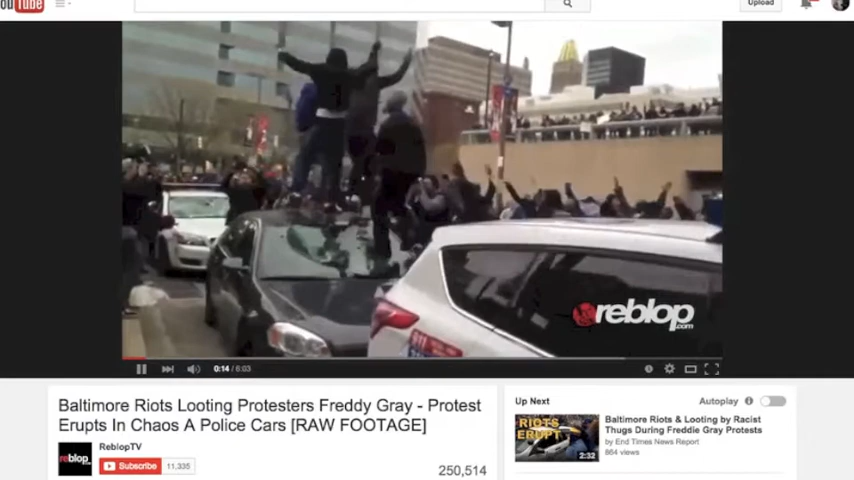 YouTube
Upload
reblop
.com
911
0:14 / 6:03
Baltimore Riots Looting Protesters Freddy Gray - Protest
Erupts In Chaos A Police Cars [RAW FOOTAGE]
reblop
ReblopTV
Subscribe 11,335
250,514
Up Next
Autoplay
RIOTS
ERUPT
2:32
Baltimore Riots & Looting by Racist
Thugs During Freddie Gray Protests
by End Times News Report
864 views